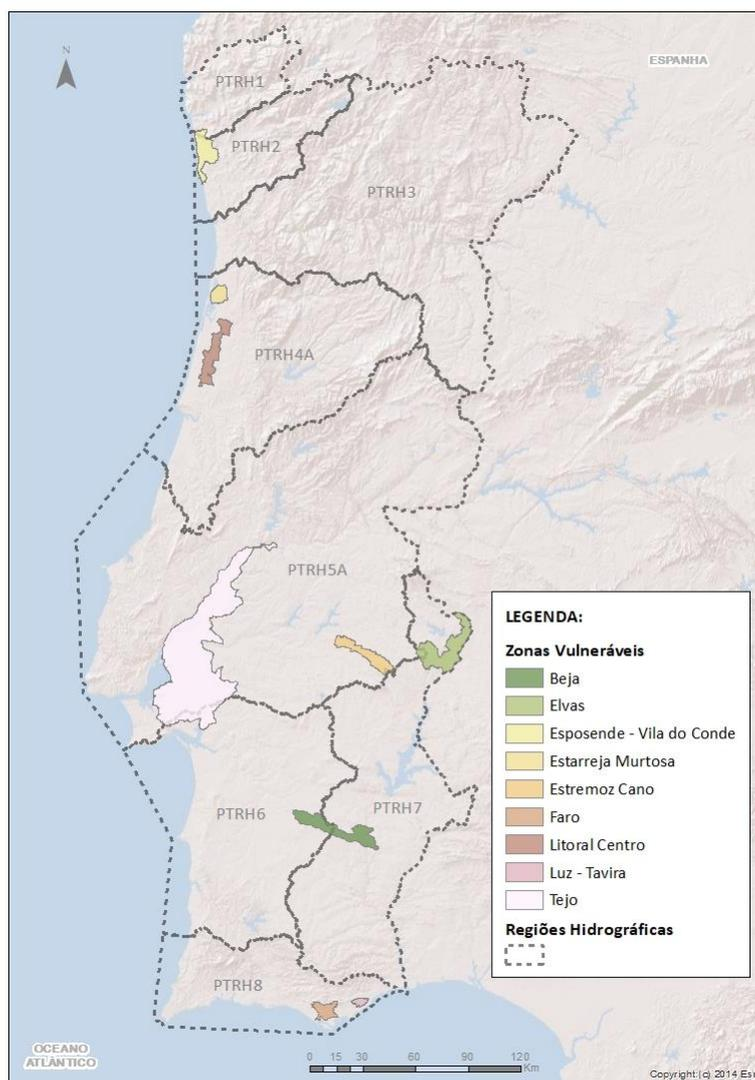 N
ESPANHA
PTRH1
PTRH2
PTRH3
PTRH4A
PTRH5A
PTRH6
PTRH7
PTRH8
LEGENDA:
Zonas Vulneráveis
Beja
Elvas
Esposende - Vila do Conde
Estarreja Murtosa
Estremoz Cano
Faro
Litoral Centro
Luz - Tavira
Tejo
Regiões Hidrográficas
OCEANO
ATLÂNTICO
0 15 30 60 90 120
Km
Copyright:(c) 2014 Es